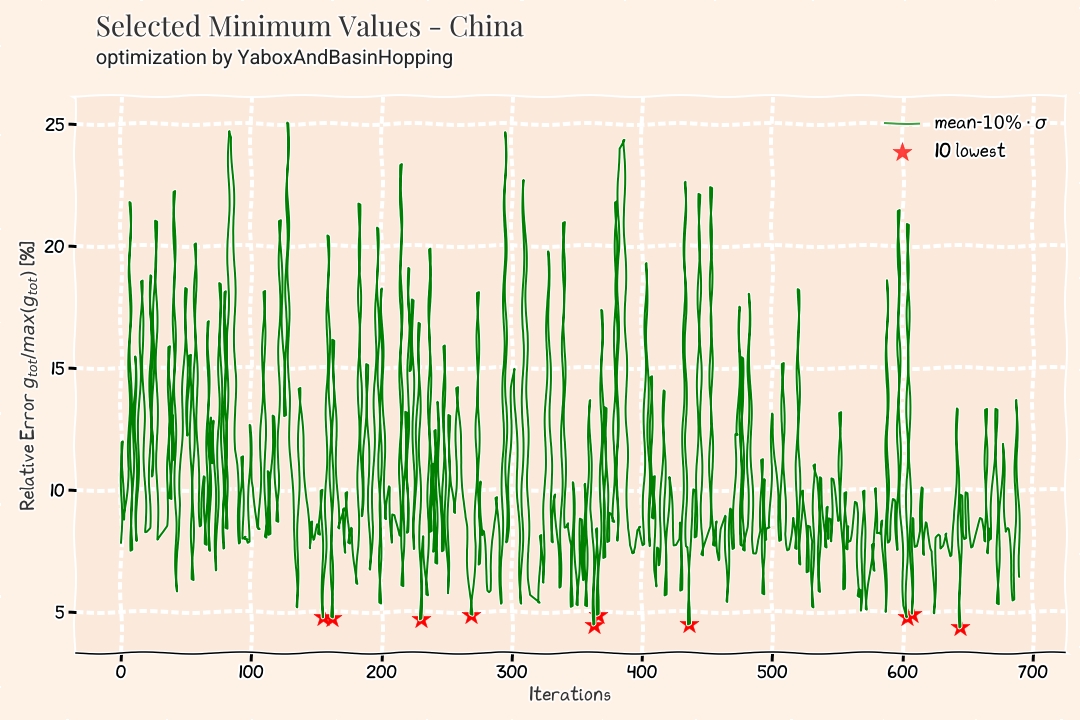 Selected Minimum Values - China
optimization by YaboxAndBasinHopping
mean-10% · σ
10 lowest
25
20
15
10
5
Relative Error g_tot/max(g_tot) [%]
0 100 200 300 400 500 600 700
Iterations